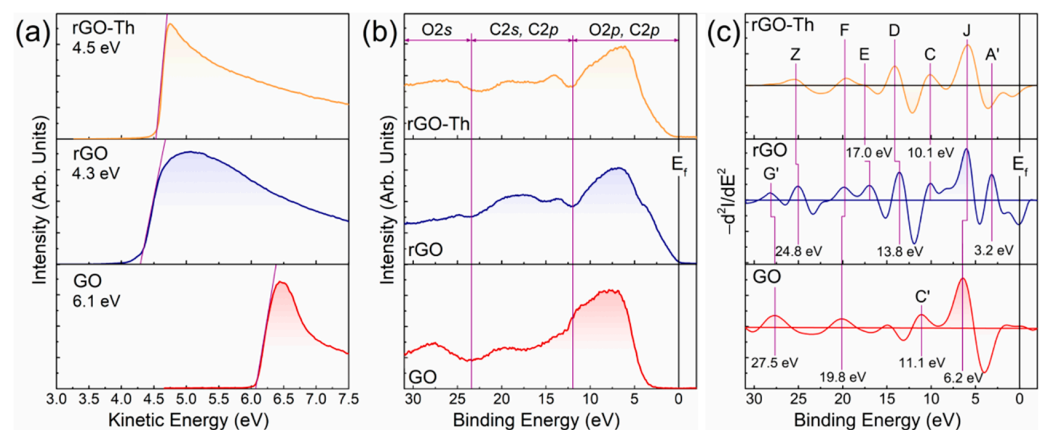 (a)
rGO-Th
4.5 eV
rGO
4.3 eV
GO
6.1 eV
Intensity (Arb. Units)
3.0 3.5 4.0 4.5 5.0 5.5 6.0 6.5 7.0 7.5
Kinetic Energy (eV)
(b)
O2s C2s, C2p O2p, C2p
rGO-Th
E_f
rGO
GO
Intensity (Arb. Units)
30 25 20 15 10 5 0
Binding Energy (eV)
(c)
rGO-Th
Z F E D C J A'
17.0 eV 10.1 eV
rGO
E_f
G'
24.8 eV 13.8 eV 3.2 eV
GO
C'
27.5 eV 19.8 eV 11.1 eV 6.2 eV
–d²I/dE²
30 25 20 15 10 5 0
Binding Energy (eV)